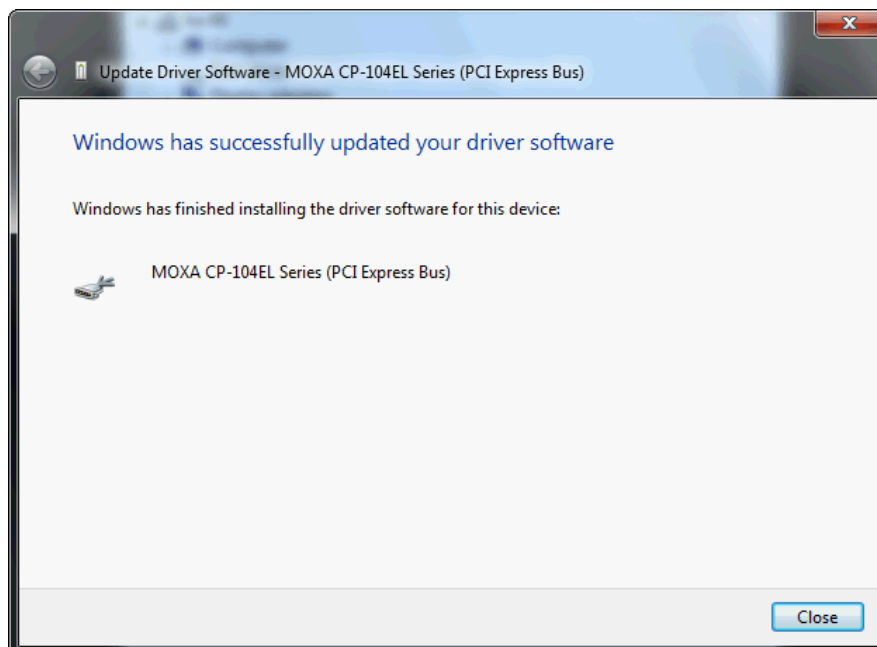 Update Driver Software - MOXA CP-104EL Series (PCI Express Bus)
Windows has successfully updated your driver software
Windows has finished installing the driver software for this device:
MOXA CP-104EL Series (PCI Express Bus)
Close